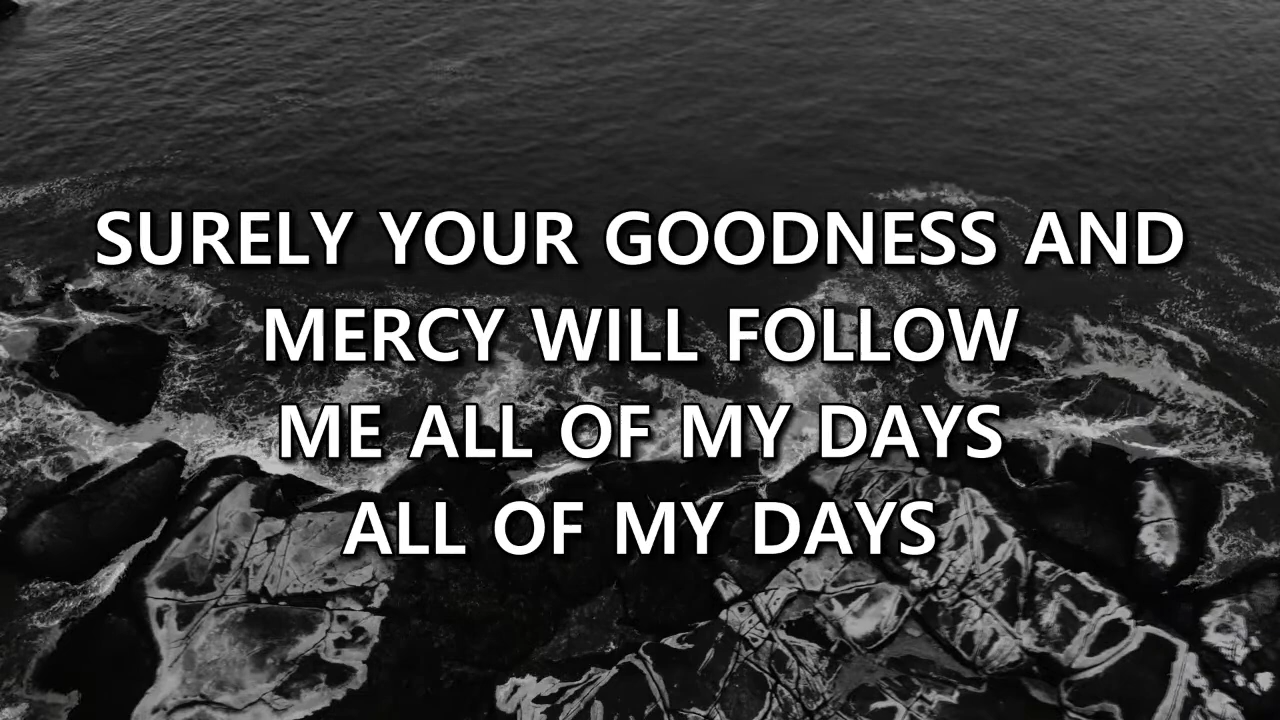 SURELY YOUR GOODNESS AND
MERCY WILL FOLLOW
ME ALL OF MY DAYS
ALL OF MY DAYS